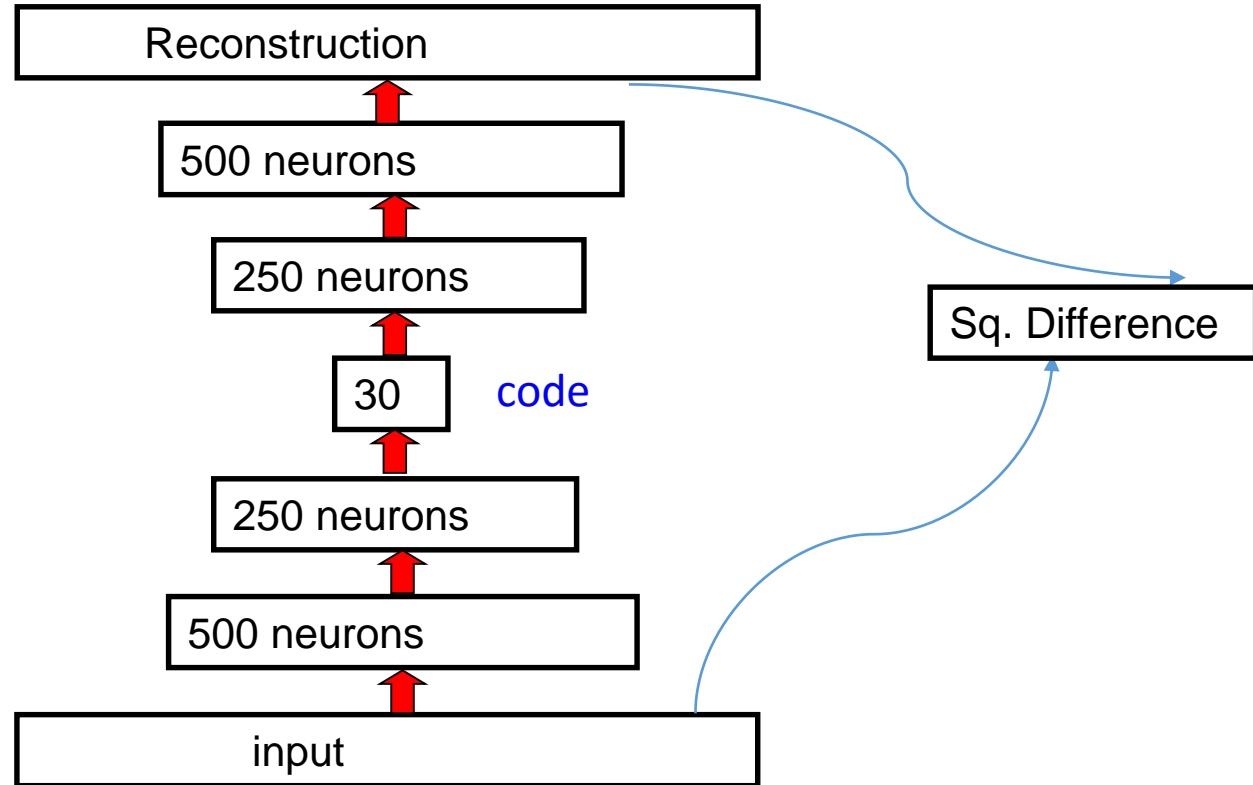 Reconstruction
500 neurons
250 neurons
Sq. Difference
30
code
250 neurons
500 neurons
input